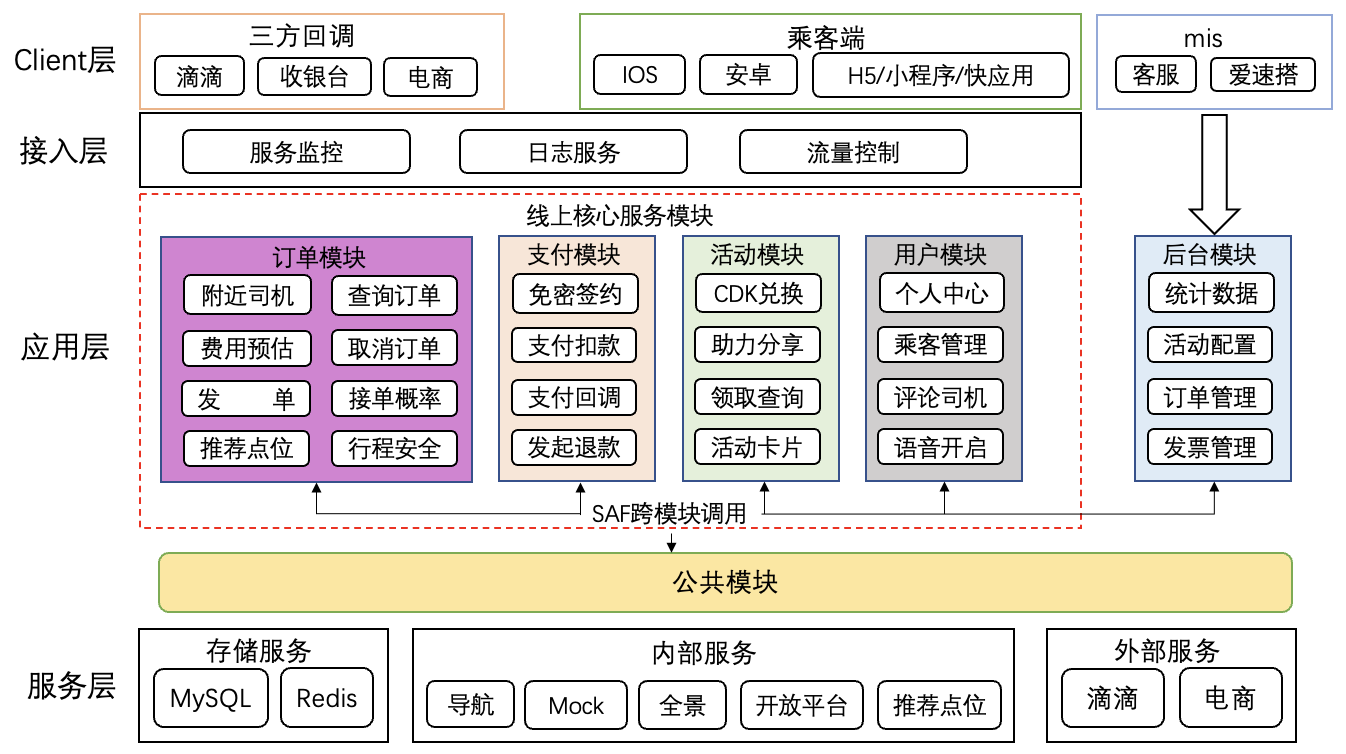 Client层
三方回调
滴滴
收银台
电商
乘客端
IOS
安卓
H5/小程序/快应用
mis
客服
爱速搭
接入层
服务监控
日志服务
流量控制
应用层
线上核心服务模块
订单模块
附近司机
查询订单
费用预估
取消订单
发 单
接单概率
推荐点位
行程安全
支付模块
免密签约
支付扣款
支付回调
发起退款
活动模块
CDK兑换
助力分享
领取查询
活动卡片
用户模块
个人中心
乘客管理
评论司机
语音开启
后台模块
统计数据
活动配置
订单管理
发票管理
SAF跨模块调用
公共模块
服务层
存储服务
MySQL
Redis
内部服务
导航
Mock
全景
开放平台
推荐点位
外部服务
滴滴
电商